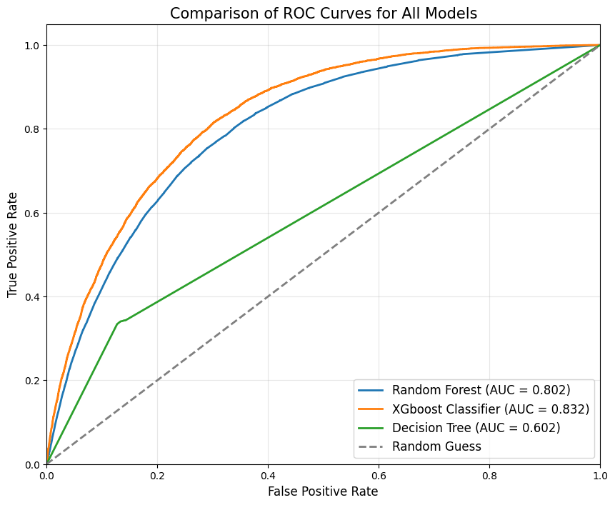 Comparison of ROC Curves for All Models
1.0
0.8
0.6
0.4
0.2
0.0
True Positive Rate
Random Forest (AUC = 0.802)
XGboost Classifier (AUC = 0.832)
Decision Tree (AUC = 0.602)
Random Guess
0.0 0.2 0.4 0.6 0.8 1.0
False Positive Rate